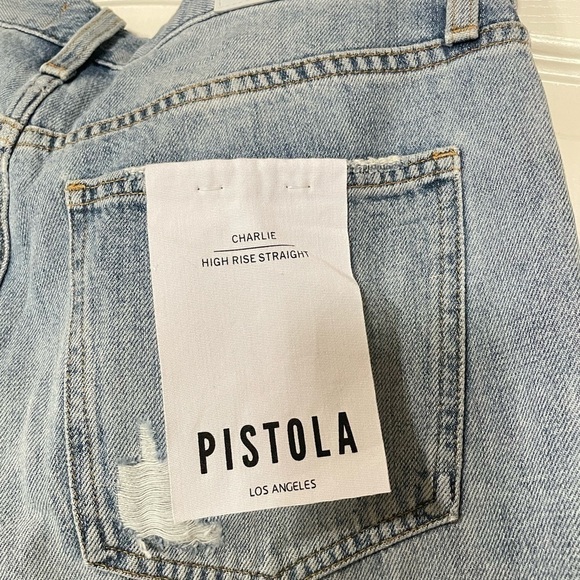 CHARLIE
HIGH RISE STRAIGHT
PISTOLA
LOS ANGELES